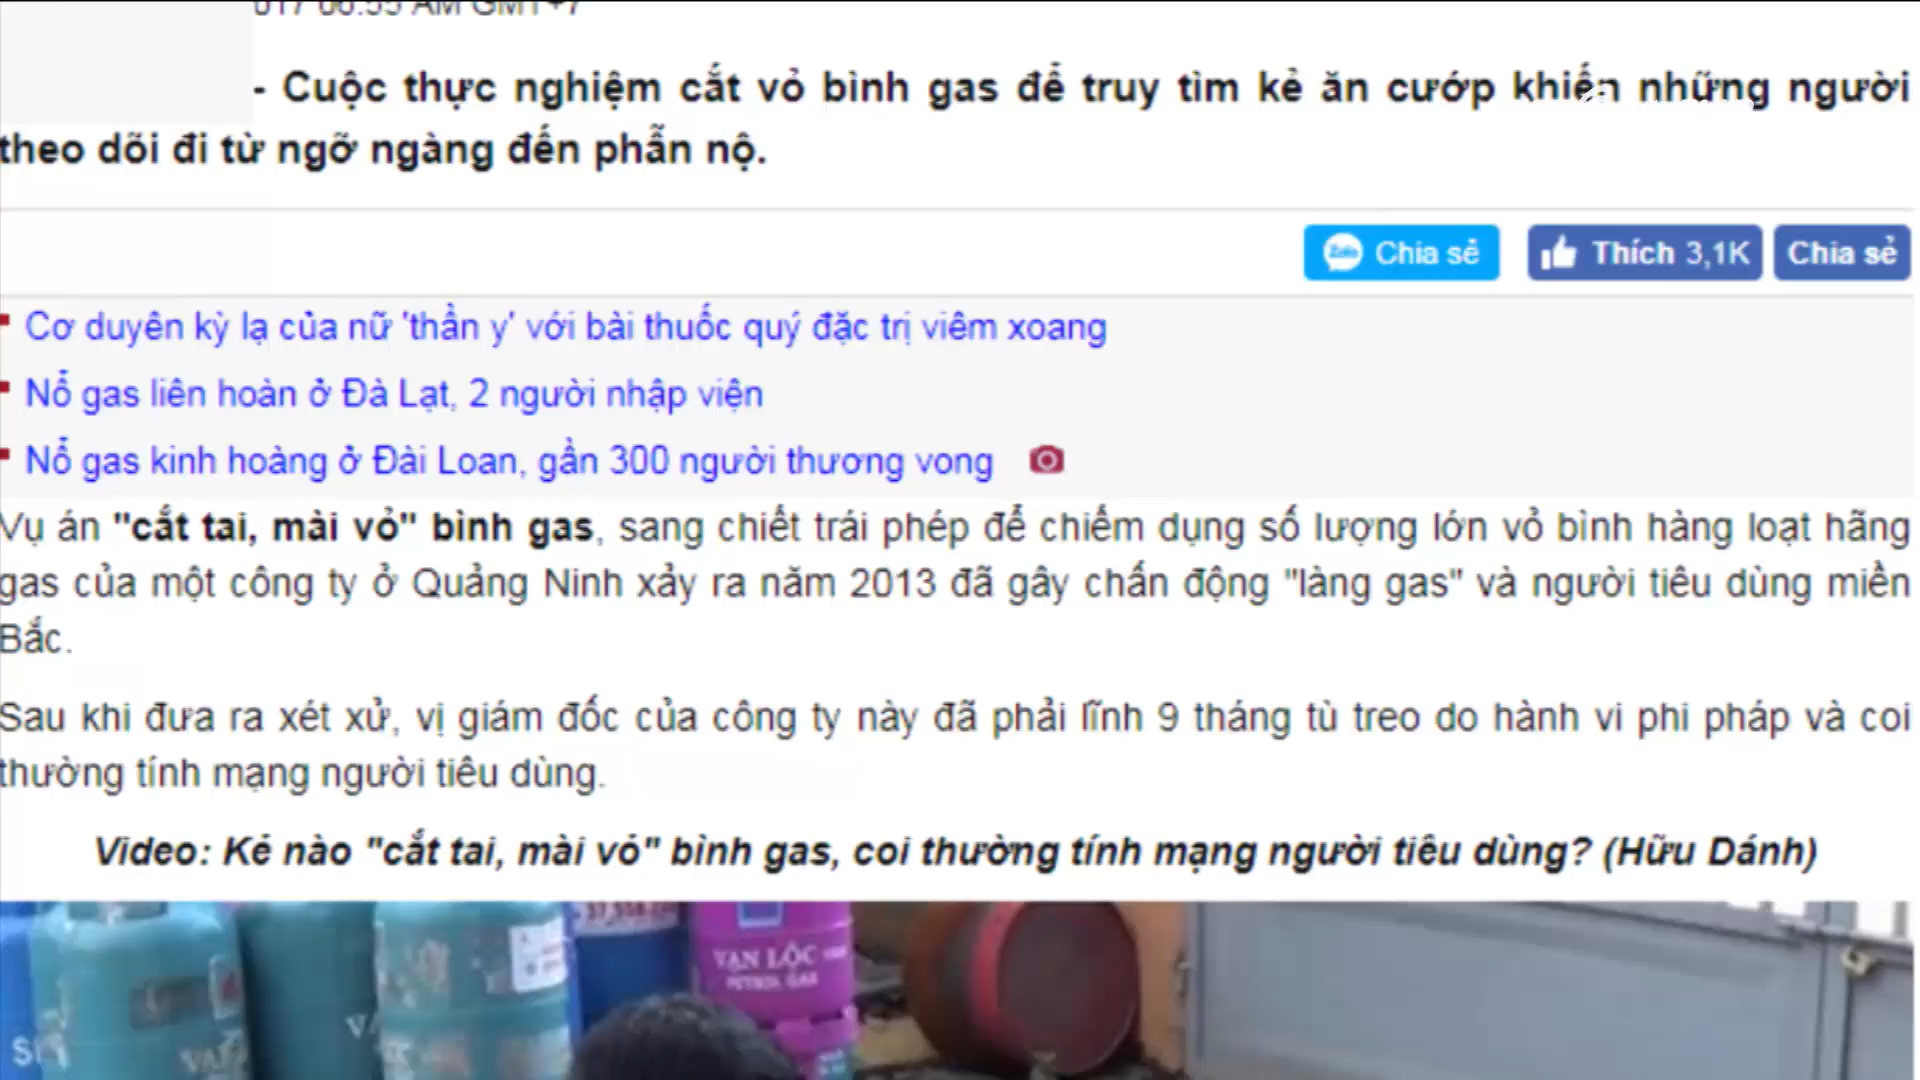 06:55 AM GMT+7
- Cuộc thực nghiệm cắt vỏ bình gas để truy tìm kẻ ăn cướp khiến những người
theo dõi đi từ ngỡ ngàng đến phẫn nộ.
Zalo Chia sẻ Thích 3,1K Chia sẻ
Cơ duyên kỳ lạ của nữ 'thần y' với bài thuốc quý đặc trị viêm xoang
Nổ gas liên hoàn ở Đà Lạt, 2 người nhập viện
Nổ gas kinh hoàng ở Đài Loan, gần 300 người thương vong
Vụ án "cắt tai, mài vỏ" bình gas, sang chiết trái phép để chiếm dụng số lượng lớn vỏ bình hàng loạt hãng
gas của một công ty ở Quảng Ninh xảy ra năm 2013 đã gây chấn động "làng gas" và người tiêu dùng miền
Bắc.
Sau khi đưa ra xét xử, vị giám đốc của công ty này đã phải lĩnh 9 tháng tù treo do hành vi phi pháp và coi
thường tính mạng người tiêu dùng.
Video: Kẻ nào "cắt tai, mài vỏ" bình gas, coi thường tính mạng người tiêu dùng? (Hữu Dánh)
VẠN LỘC
PETROL GAS